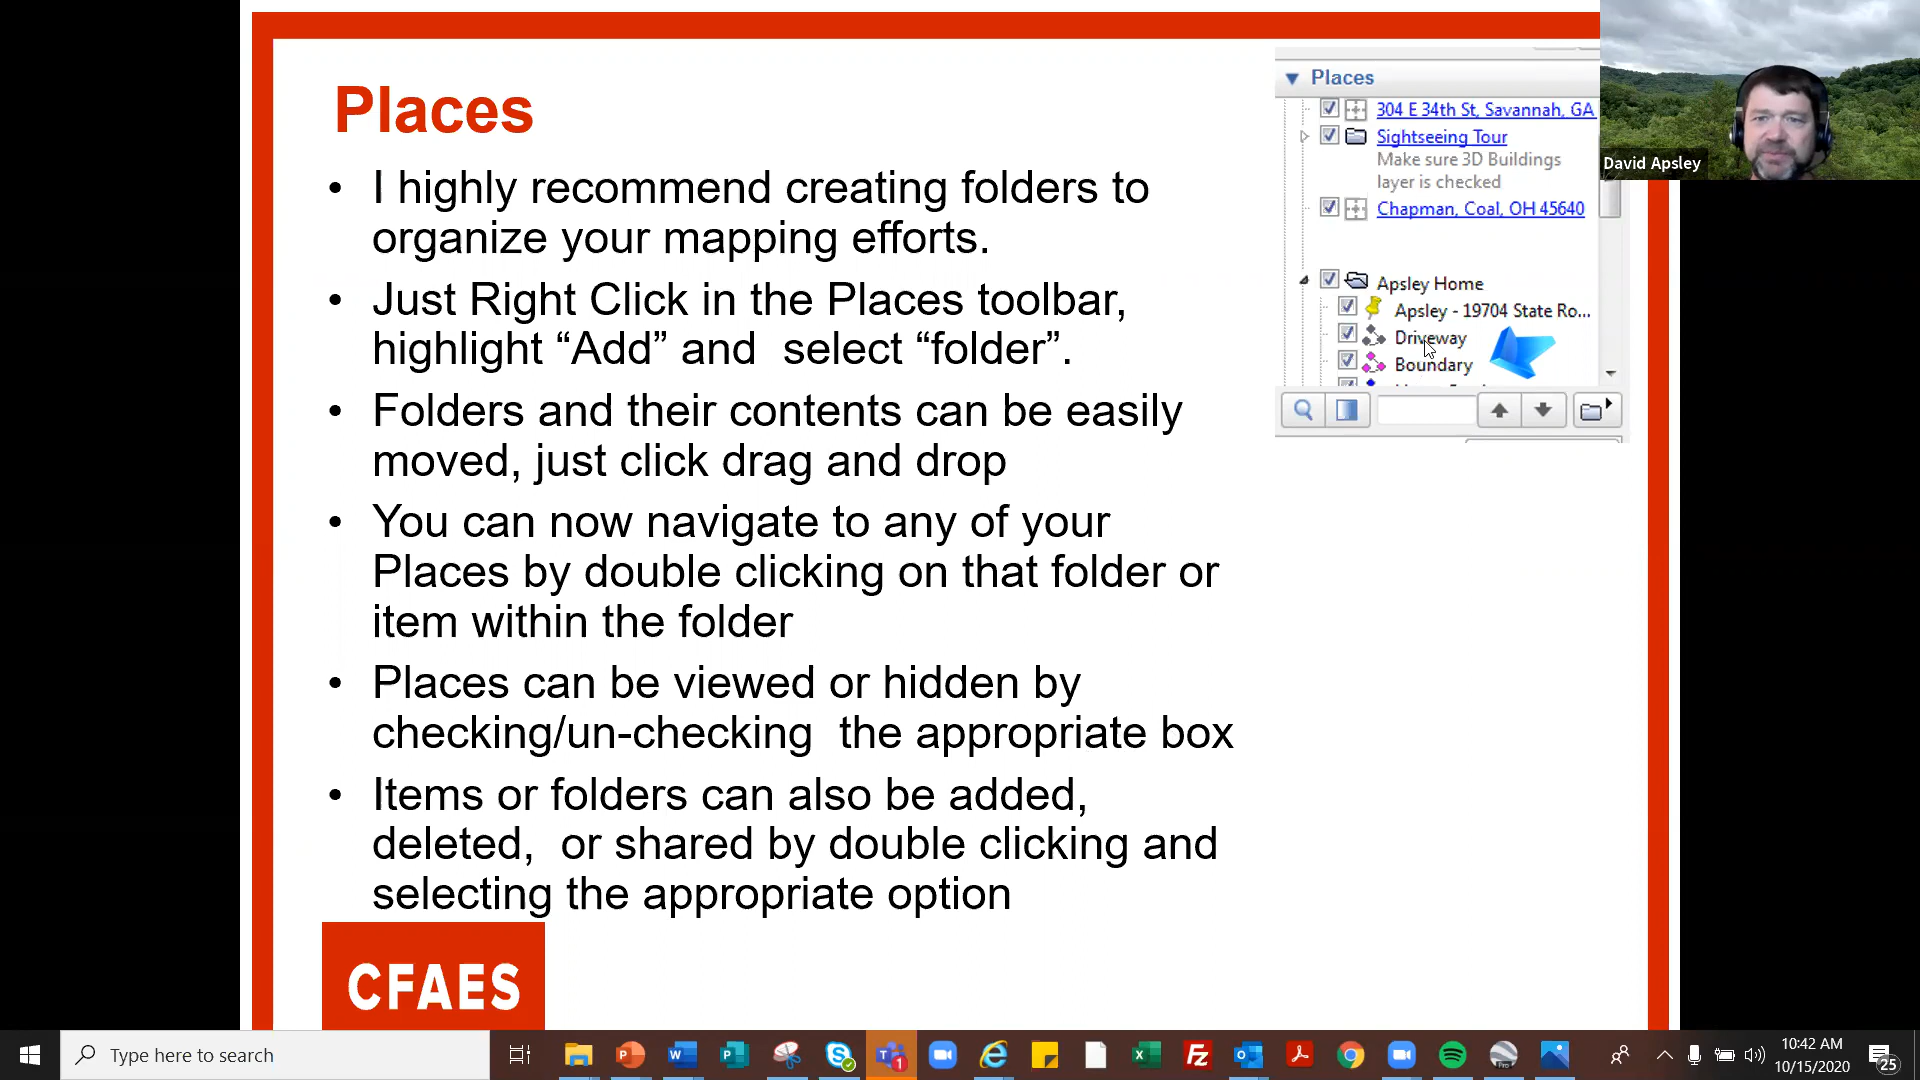 Places
• I highly recommend creating folders to
organize your mapping efforts.
• Just Right Click in the Places toolbar,
highlight “Add” and  select “folder”.
• Folders and their contents can be easily
moved, just click drag and drop
• You can now navigate to any of your
Places by double clicking on that folder or
item within the folder
• Places can be viewed or hidden by
checking/un-checking  the appropriate box
• Items or folders can also be added,
deleted,  or shared by double clicking and
selecting the appropriate option
CFAES
Places
304 E 34th St, Savannah, GA
Sightseeing Tour
Make sure 3D Buildings
layer is checked
Chapman, Coal, OH 45640
Apsley Home
Apsley - 19704 State Ro...
Driveway
Boundary
David Apsley
Type here to search
10:42 AM
10/15/2020
25
1
Pro